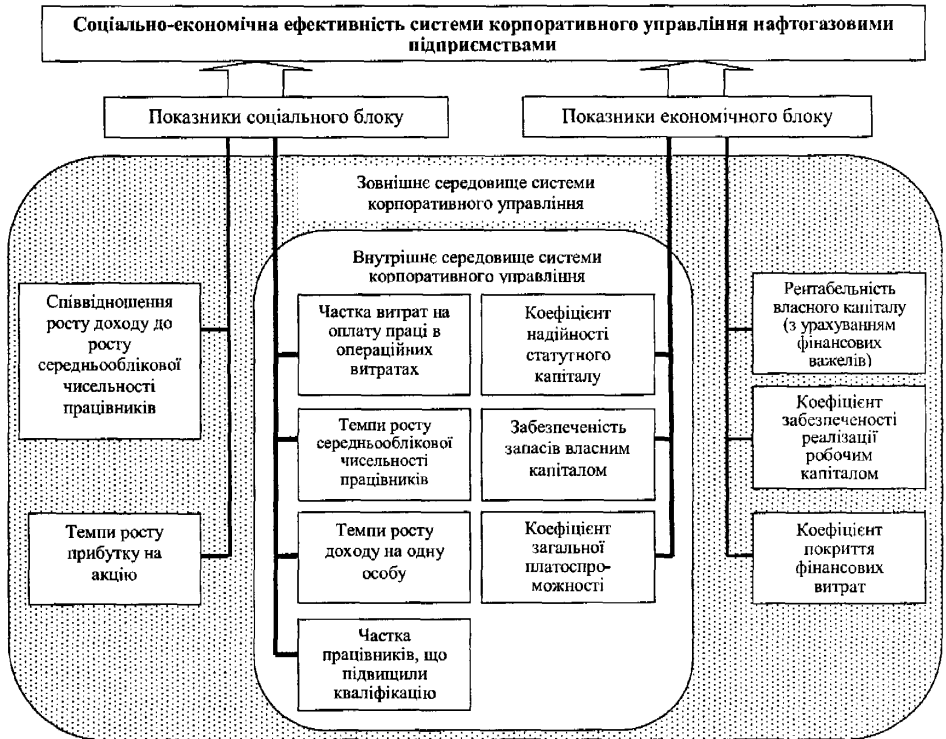 Соціально-економічна ефективність системи корпоративного управління нафтогазовими
підприємствами
Показники соціального блоку
Показники економічного блоку
Зовнішнє середовище системи
корпоративного управління
Внутрішнє середовище системи
корпоративного управління
Співвідношення
росту доходу до
росту
середньооблікової
чисельності
працівників
Темпи росту
прибутку на
акцію
Частка витрат на
оплату праці в
операційних
витратах
Темпи росту
середньооблікової
чисельності
працівників
Темпи росту
доходу на одну
особу
Частка
працівників, що
підвищили
кваліфікацію
Коефіцієнт
надійності
статутного
капіталу
Забезпеченість
запасів власним
капіталом
Коефіцієнт
загальної
платоспро-
можності
Рентабельність
власного капіталу
(з урахуванням
фінансових
важелів)
Коефіцієнт
забезпеченості
реалізації
робочим
капіталом
Коефіцієнт
покриття
фінансових
витрат